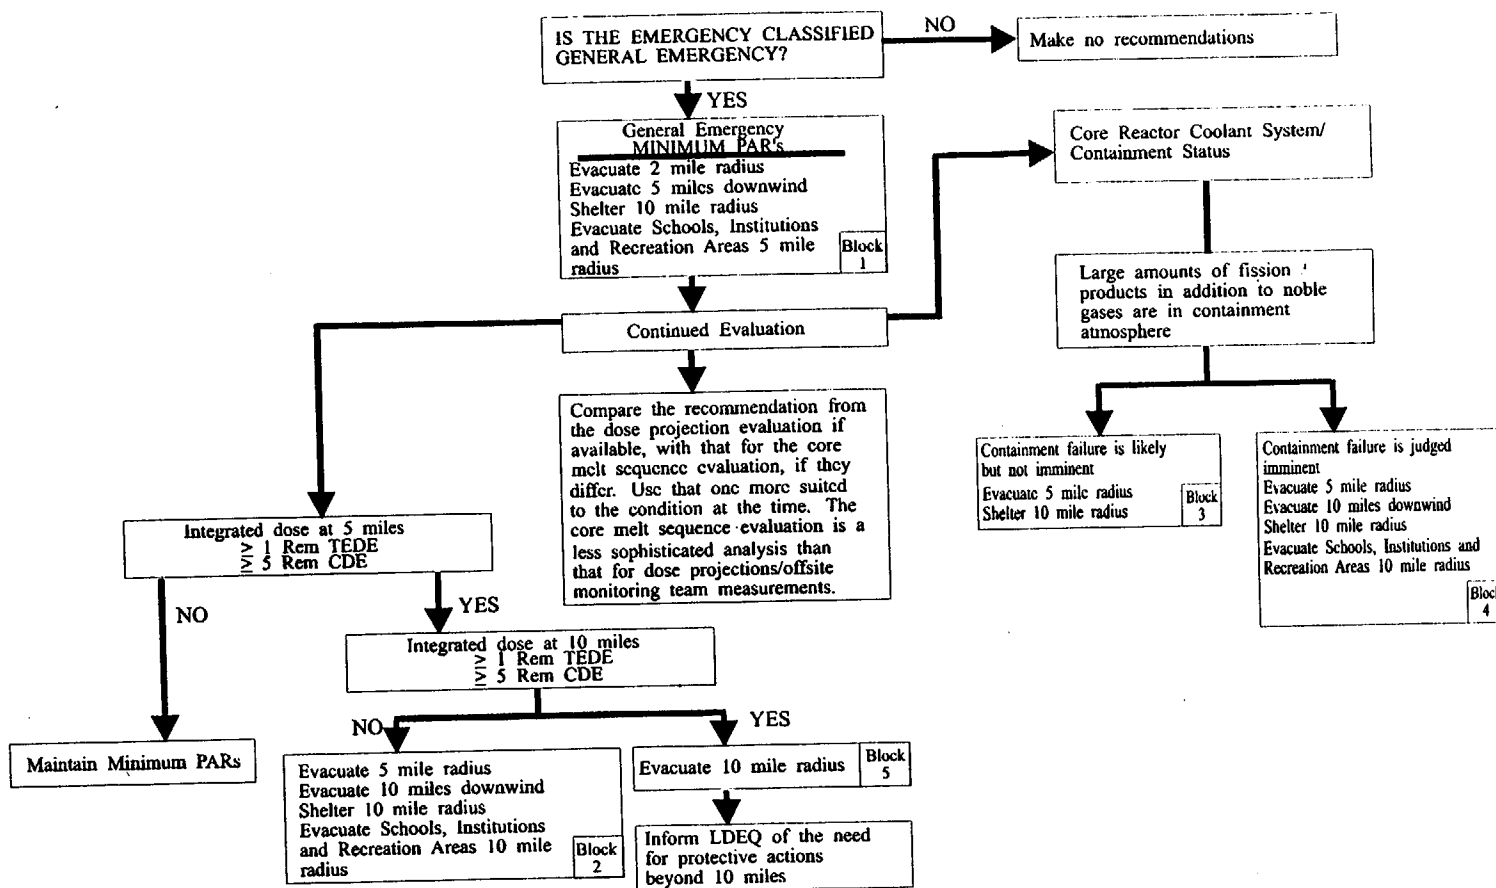 IS THE EMERGENCY CLASSIFIED
GENERAL EMERGENCY?
NO
Make no recommendations
YES
General Emergency
MINIMUM PAR's
Evacuate 2 mile radius
Evacuate 5 miles downwind
Shelter 10 mile radius
Evacuate Schools, Institutions
and Recreation Areas 5 mile
radius
Block
1
Core Reactor Coolant System/
Containment Status
Large amounts of fission
products in addition to noble
gases are in containment
atmosphere
Continued Evaluation
Compare the recommendation from
the dose projection evaluation if
available, with that for the core
melt sequence evaluation, if they
differ. Use that one more suited
to the condition at the time. The
core melt sequence evaluation is a
less sophisticated analysis than
that for dose projections/offsite
monitoring team measurements.
Containment failure is likely
but not imminent
Evacuate 5 mile radius
Shelter 10 mile radius
Block
3
Containment failure is judged
imminent
Evacuate 5 mile radius
Evacuate 10 miles downwind
Shelter 10 mile radius
Evacuate Schools, Institutions and
Recreation Areas 10 mile radius
Block
4
Integrated dose at 5 miles
≥ 1 Rem TEDE
≥ 5 Rem CDE
NO
YES
Integrated dose at 10 miles
≥ 1 Rem TEDE
≥ 5 Rem CDE
NO
YES
Maintain Minimum PARs
Evacuate 5 mile radius
Evacuate 10 miles downwind
Shelter 10 mile radius
Evacuate Schools, Institutions
and Recreation Areas 10 mile
radius
Block
2
Evacuate 10 mile radius
Block
5
Inform LDEQ of the need
for protective actions
beyond 10 miles